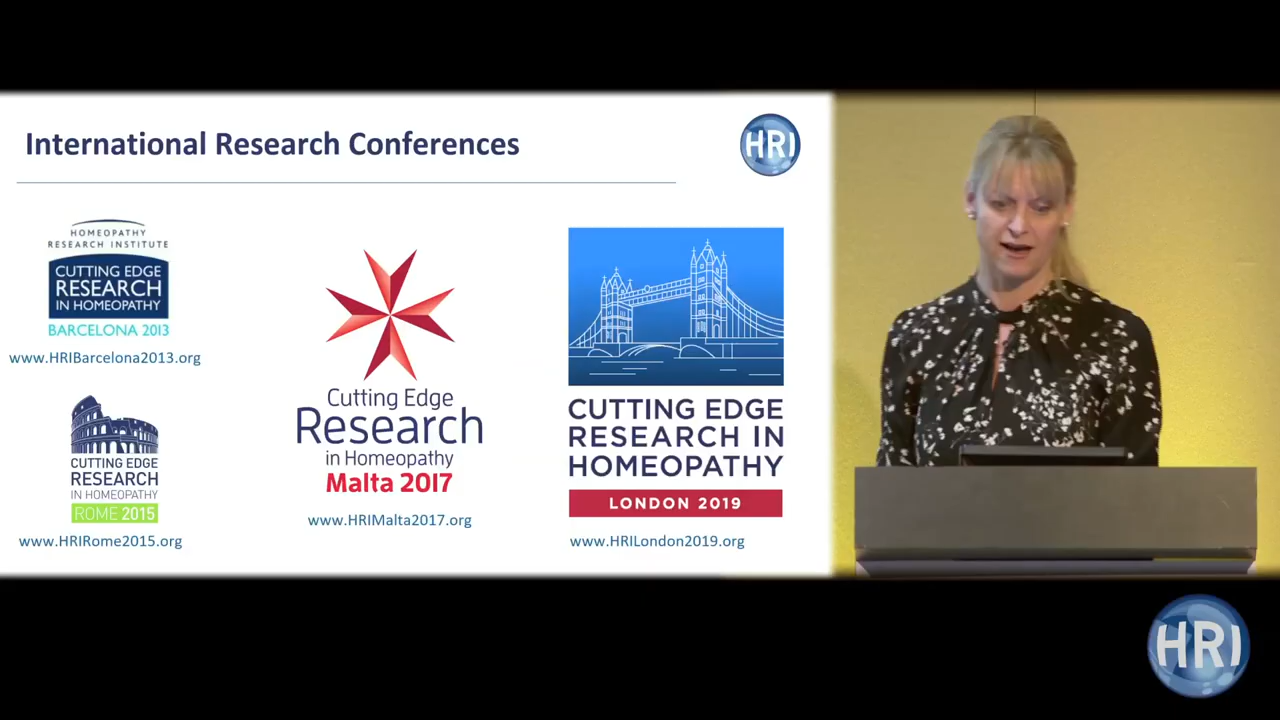 International Research Conferences
HRI
HOMEOPATHY
RESEARCH INSTITUTE
CUTTING EDGE
RESEARCH
IN HOMEOPATHY
BARCELONA 2013
www.HRIBarcelona2013.org
CUTTING EDGE
RESEARCH
IN HOMEOPATHY
ROME 2015
www.HRIRome2015.org
Cutting Edge
Research
in Homeopathy
Malta 2017
www.HRIMalta2017.org
CUTTING EDGE
RESEARCH IN
HOMEOPATHY
LONDON 2019
www.HRILondon2019.org
HRI